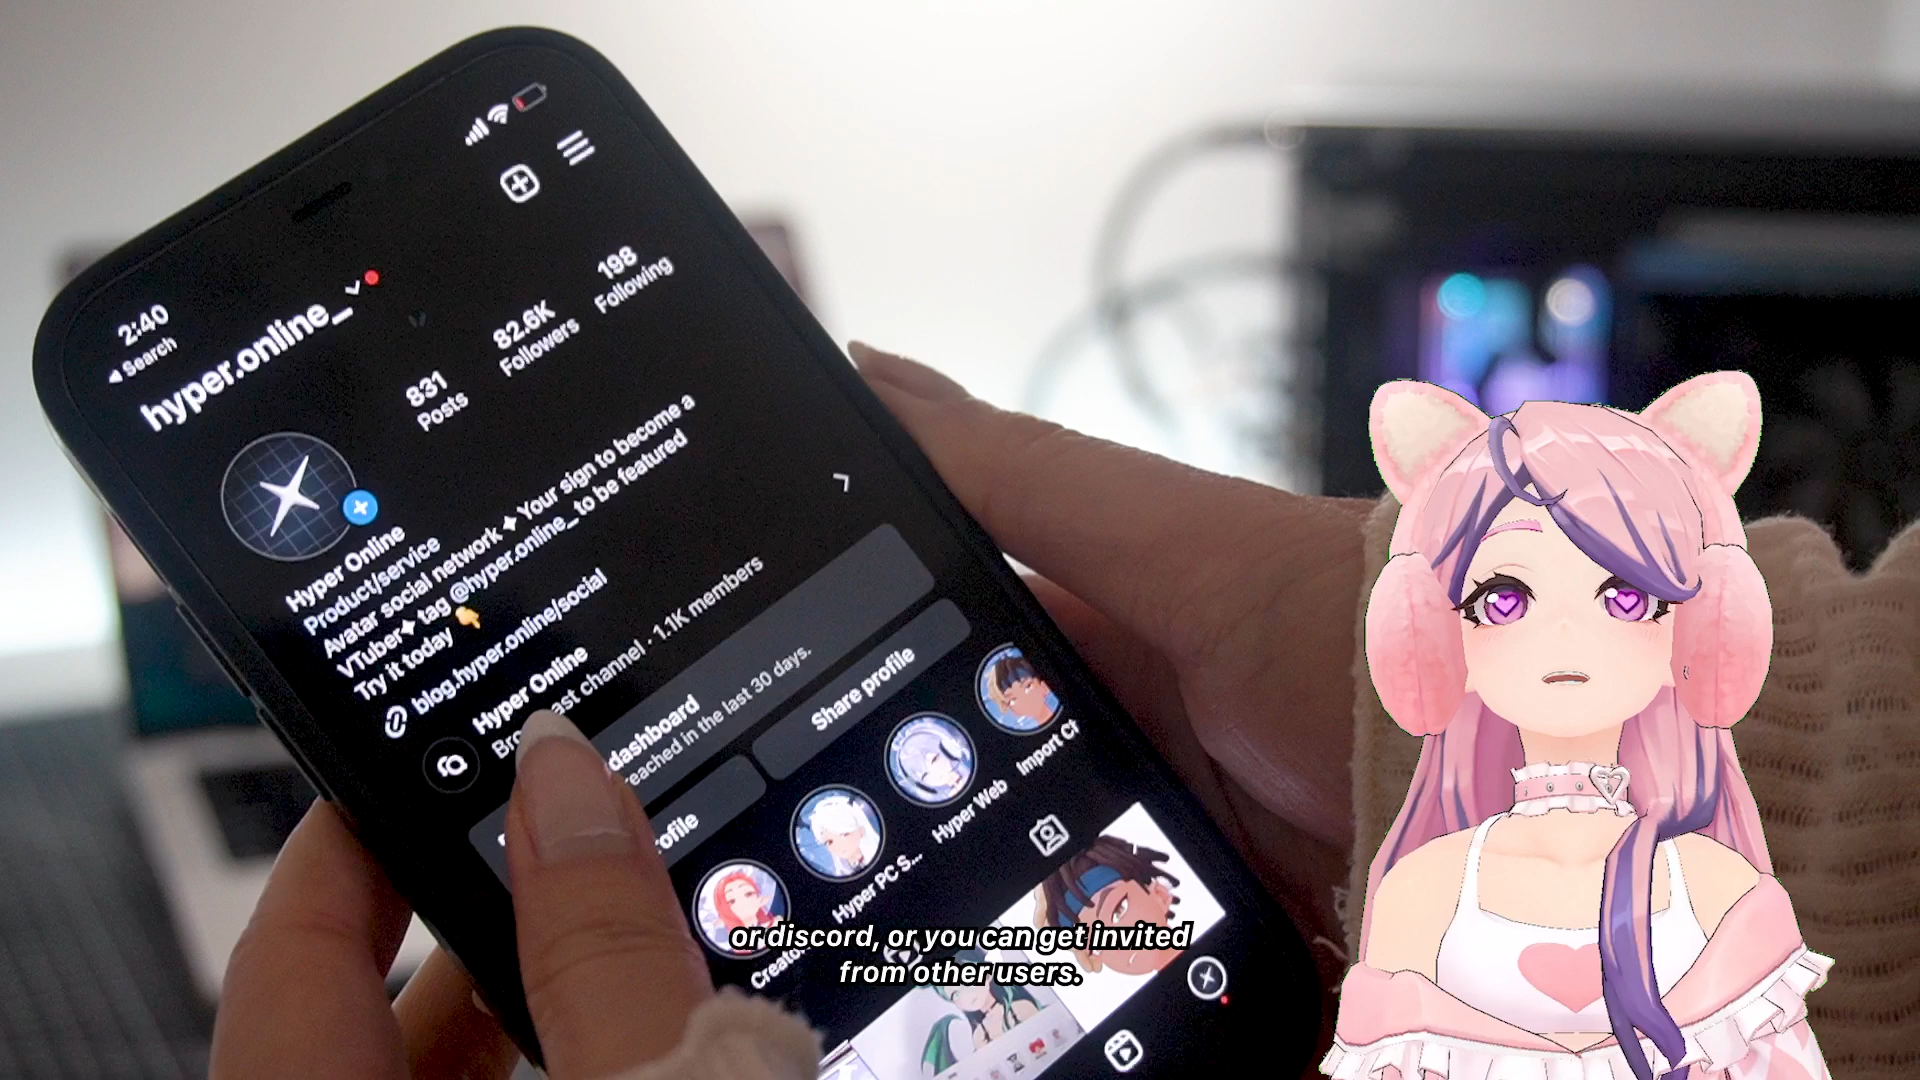 2:40
Search
hyper.online_
831
Posts
82.6K
Followers
198
Following
Hyper Online
Product/service
Avatar social network ✦ Your sign to become a
VTuber✦ tag @hyper.online_ to be featured
Try it today 👇
blog.hyper.online/social
Hyper Online
channel · 1.1K members
dashboard
reached in the last 30 days.
Share profile
Hyper PC S...
Hyper Web
Import
or discord, or you can get invited
from other users.